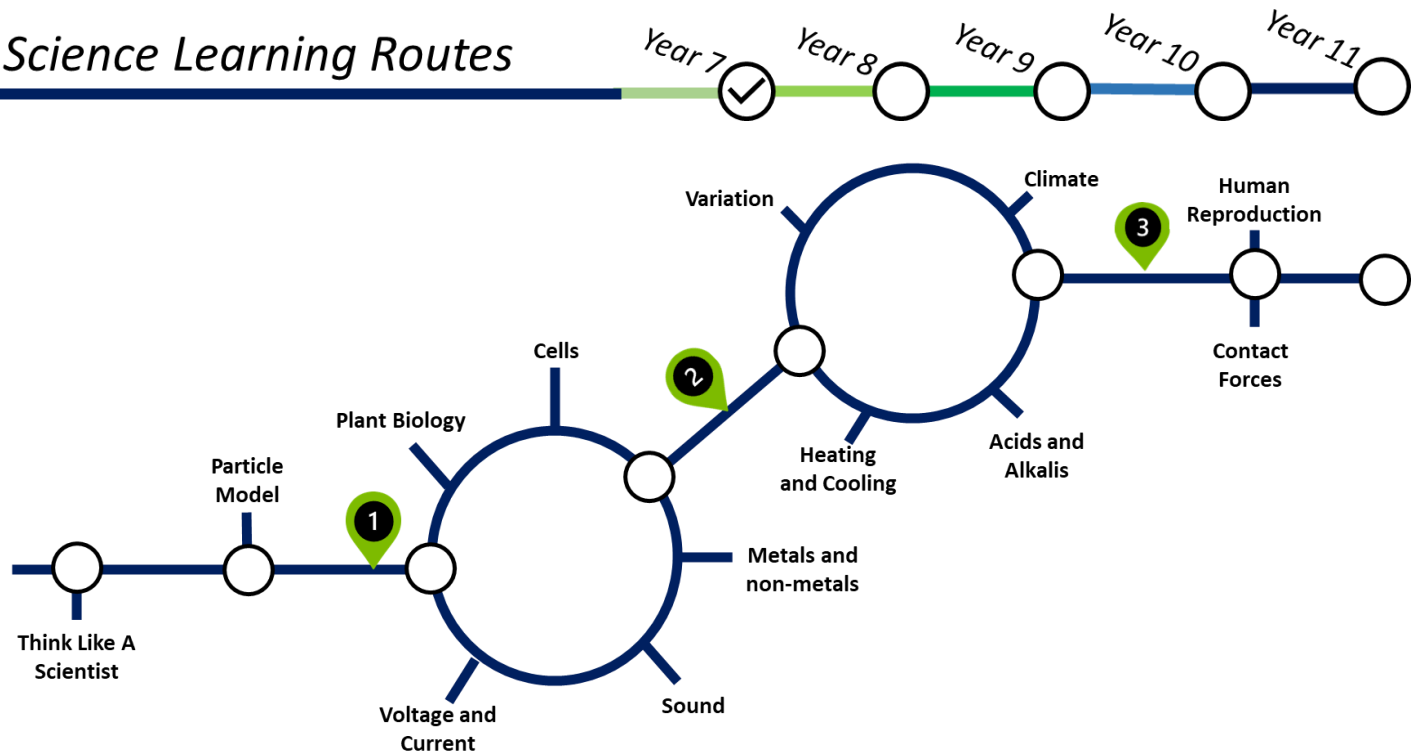 Science Learning Routes
Year 7
Year 8
Year 9
Year 10
Year 11
Variation
Climate
Human
Reproduction
3
Cells
2
Plant Biology
Contact
Forces
Heating
and Cooling
Acids and
Alkalis
Particle
Model
1
Metals and
non-metals
Think Like A
Scientist
Sound
Voltage and
Current